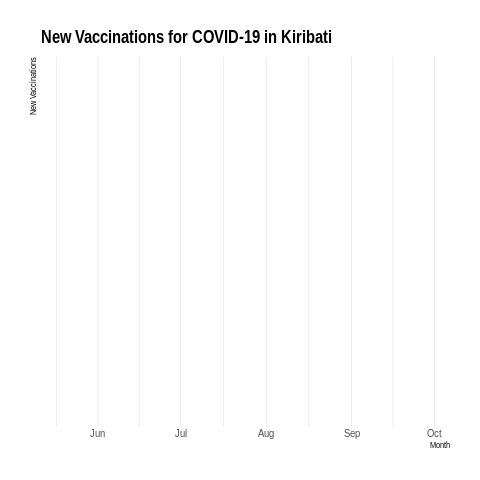 New Vaccinations for COVID-19 in Kiribati
New Vaccinations
Jun Jul Aug Sep Oct
Month